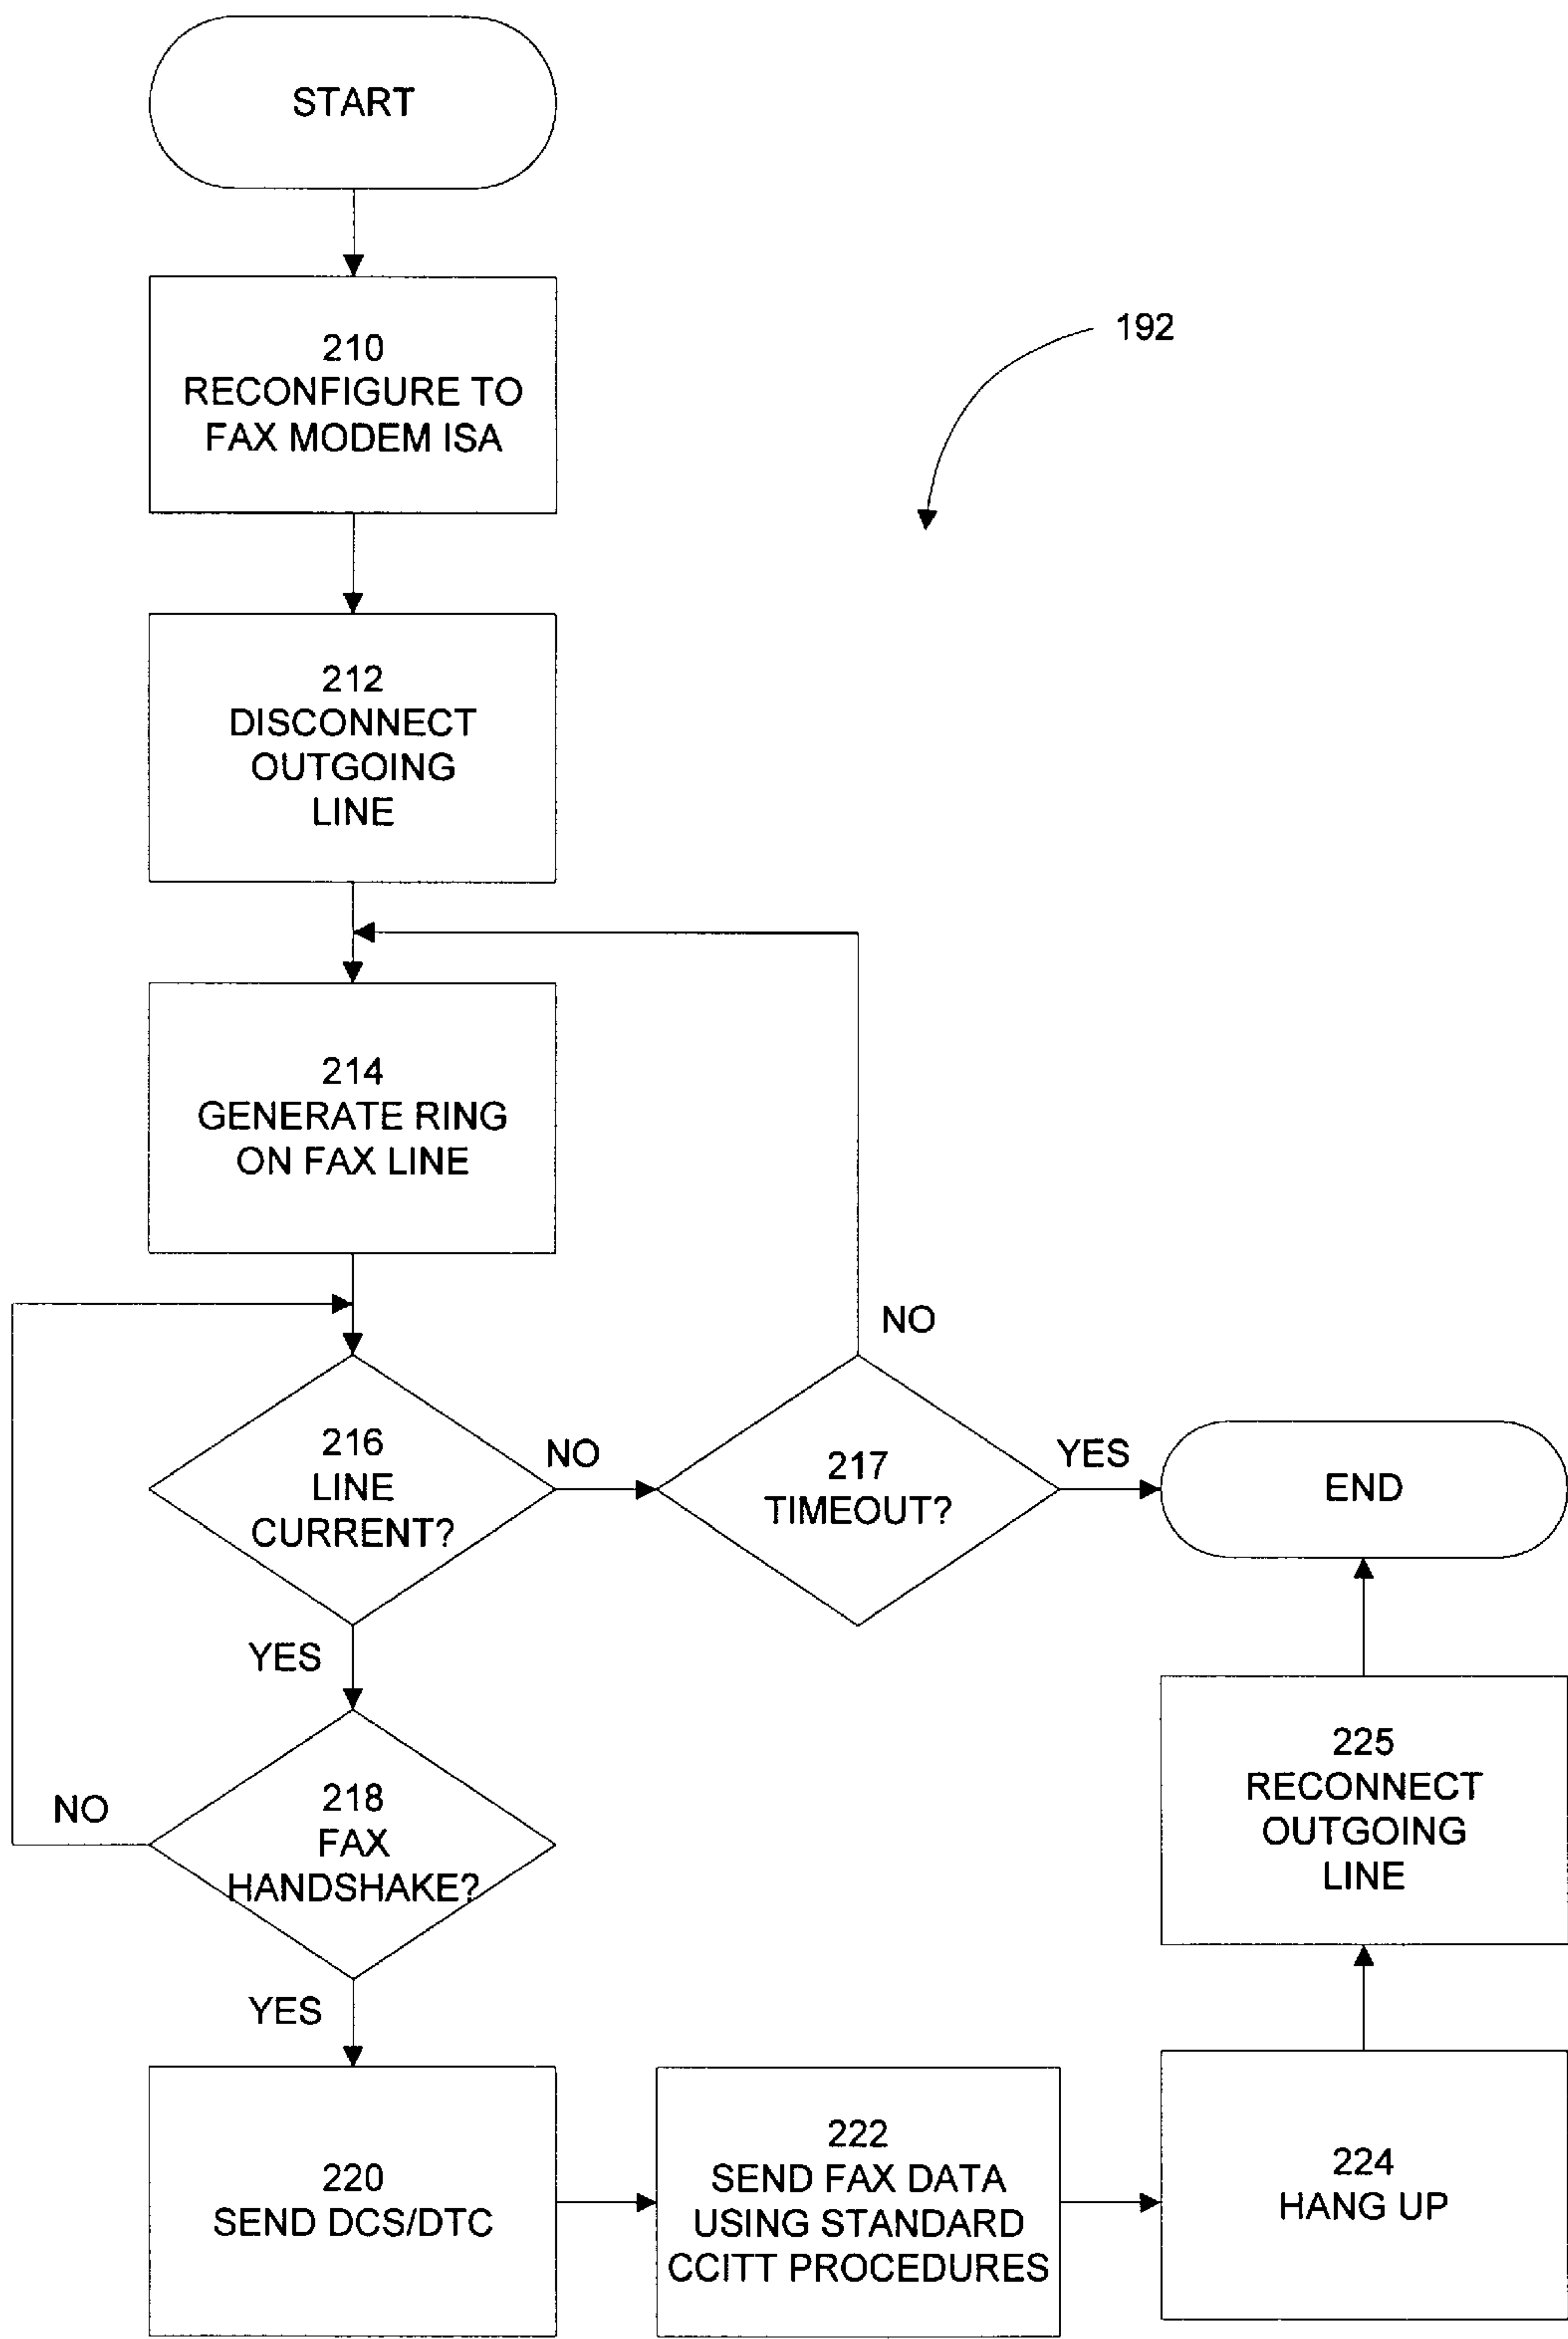 START
210
RECONFIGURE TO
FAX MODEM ISA
192
212
DISCONNECT
OUTGOING
LINE
214
GENERATE RING
ON FAX LINE
NO
216
LINE
CURRENT?
NO
217
TIMEOUT?
YES
END
YES
218
FAX
HANDSHAKE?
NO
YES
220
SEND DCS/DTC
222
SEND FAX DATA
USING STANDARD
CCITT PROCEDURES
224
HANG UP
225
RECONNECT
OUTGOING
LINE